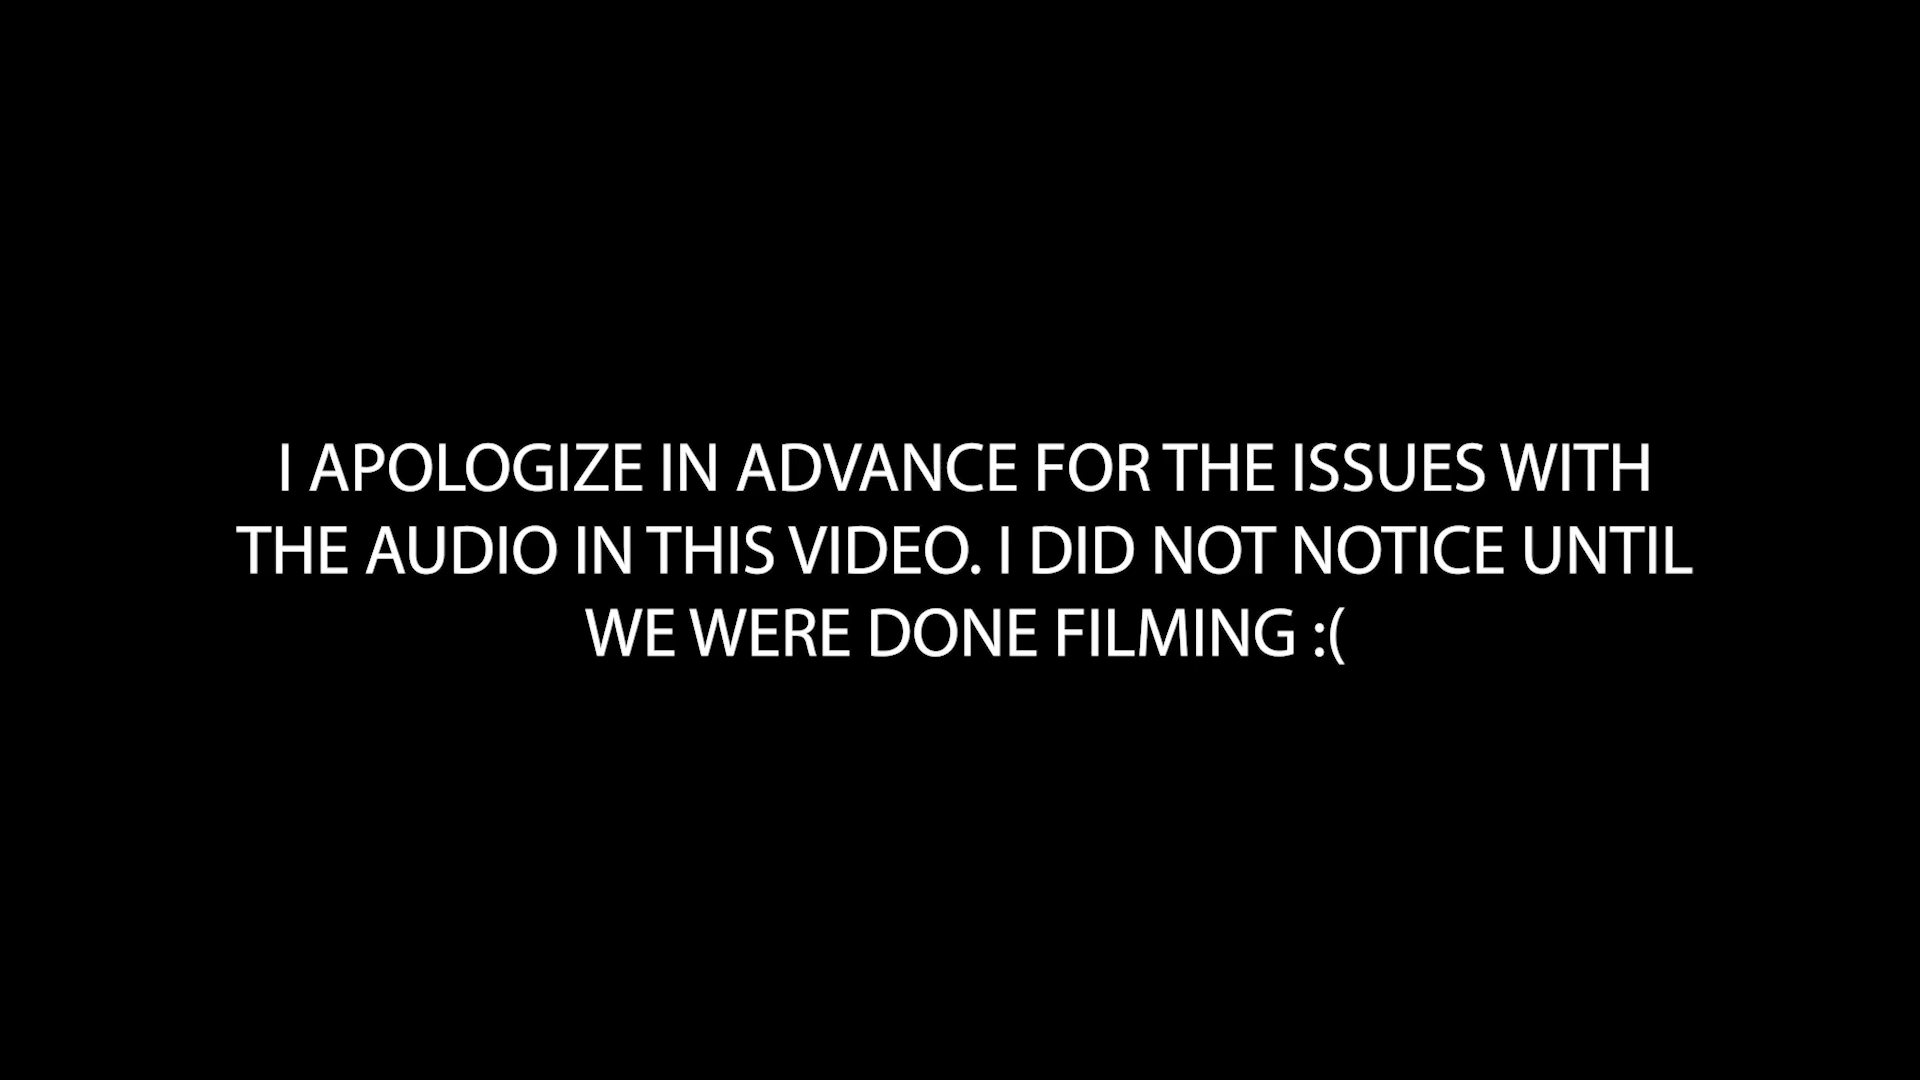 I APOLOGIZE IN ADVANCE FOR THE ISSUES WITH
THE AUDIO IN THIS VIDEO. I DID NOT NOTICE UNTIL
WE WERE DONE FILMING :(